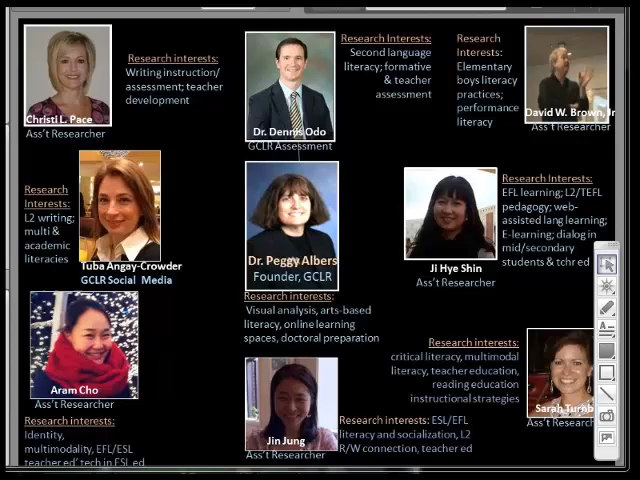 Christi L. Pace
Ass't Researcher
Research interests:
Writing instruction/
assessment; teacher
development
Dr. Dennis Odo
GCLR Assessment
Research Interests:
Second language
literacy; formative
& teacher
assessment
Research
Interests:
Elementary
boys literacy
practices;
performance
literacy
David W. Brown, Jr
Ass't Researcher
Research
Interests:
L2 writing;
multi &
academic
literacies
Tuba Angay-Crowder
GCLR Social Media
Dr. Peggy Albers
Founder, GCLR
Research interests:
Visual analysis, arts-based
literacy, online learning
spaces, doctoral preparation
Ji Hye Shin
Ass't Researcher
Research Interests:
EFL learning; L2/TEFL
pedagogy; web-
assisted lang learning;
E-learning; dialog in
mid/secondary
students & tchr ed
Aram Cho
Ass't Researcher
Research interests:
Identity,
multimodality, EFL/ESL
teacher ed' tech in ESL ed
Jin Jung
Ass't Researcher
Research interests: ESL/EFL
literacy and socialization, L2
R/W connection, teacher ed
Research interests:
critical literacy, multimodal
literacy, teacher education,
reading education
instructional strategies
Sarah Turnb
Ass't Researcher